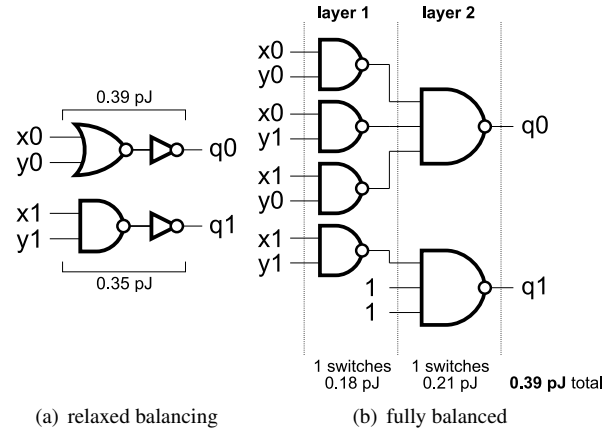 0.39 pJ
x0
y0
q0
x1
y1
q1
0.35 pJ
(a) relaxed balancing
layer 1
layer 2
x0
y0
x0
y1
x1
y0
x1
y1
1
1
q0
q1
1 switches
0.18 pJ
1 switches
0.21 pJ
0.39 pJ total
(b) fully balanced